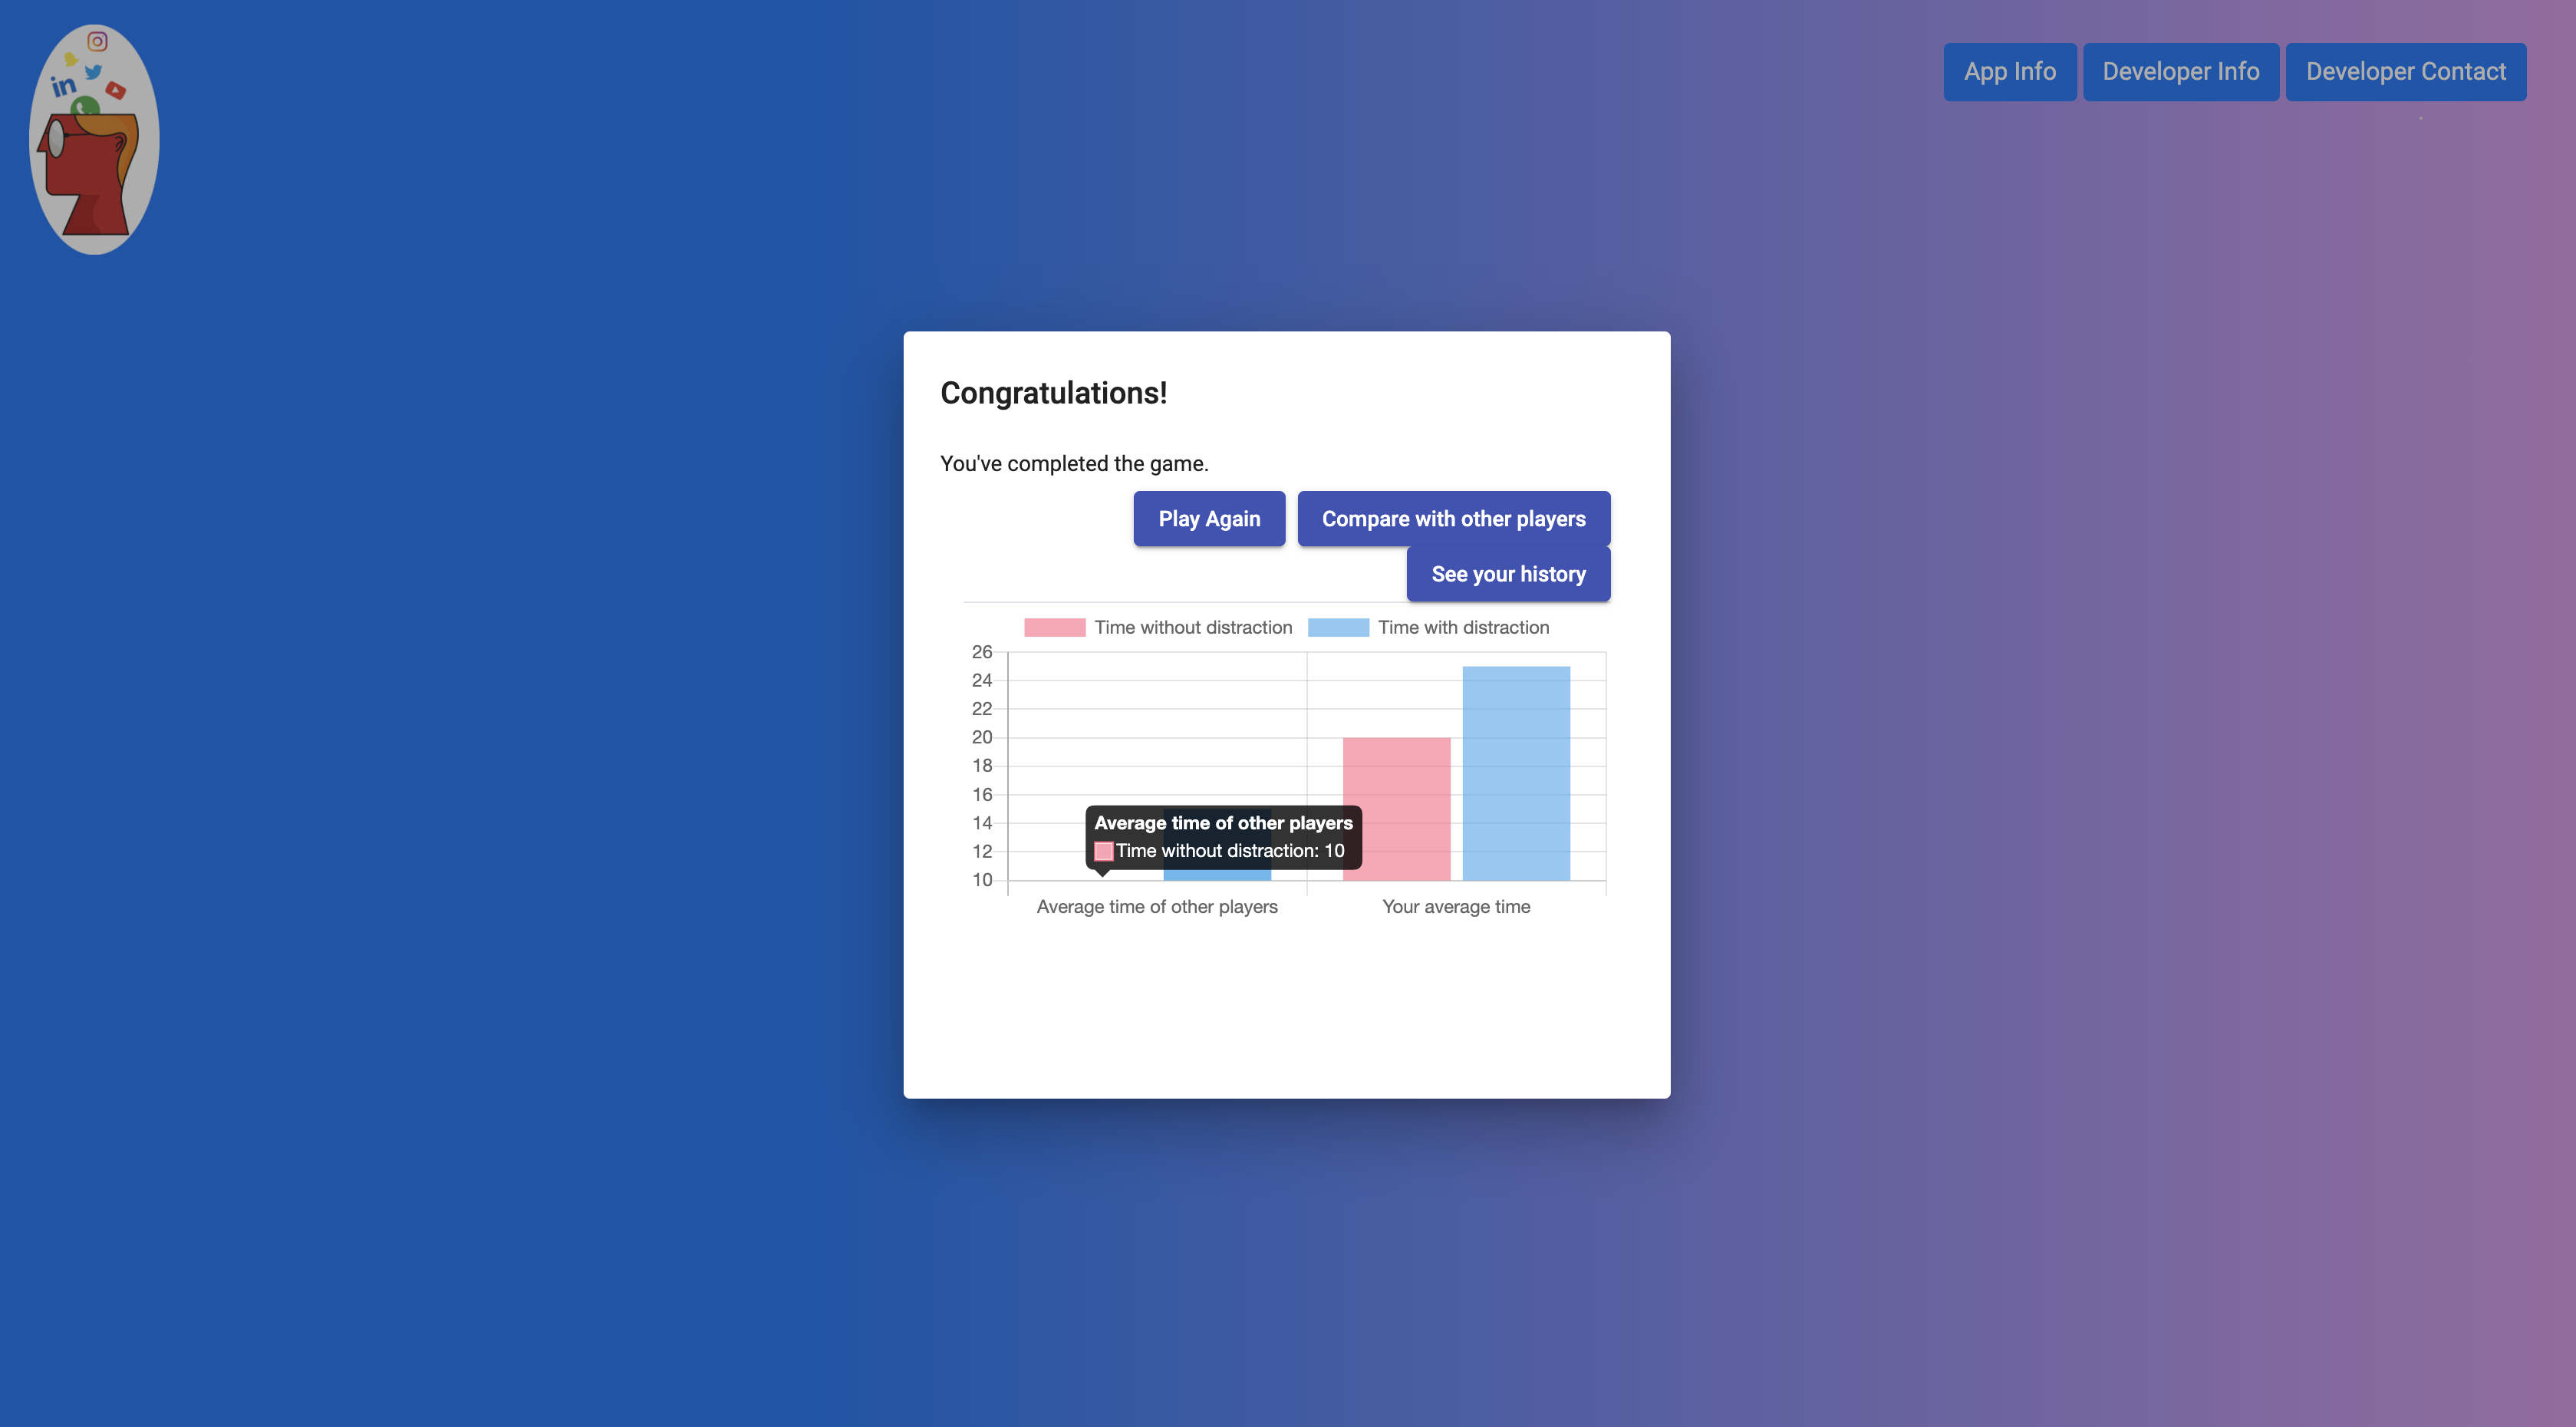 in
App Info Developer Info Developer Contact
Congratulations!
You've completed the game.
Play Again Compare with other players
See your history
Time without distraction Time with distraction
26
24
22
20
18
16
14
12
10
Average time of other players
Time without distraction: 10
Average time of other players Your average time